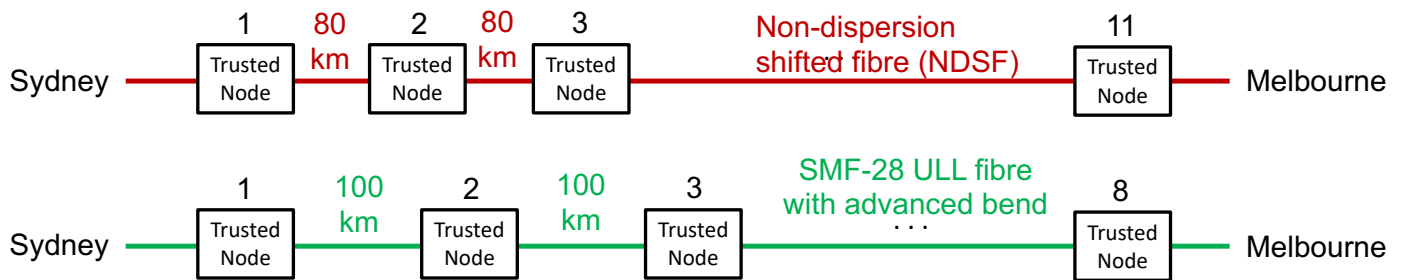 1
80
km
2
80
km
3
Non-dispersion
shifted fibre (NDSF)
11
Sydney
Trusted
Node
Trusted
Node
Trusted
Node
. .
Trusted
Node
Melbourne
1
100
km
2
100
km
3
SMF-28 ULL fibre
with advanced bend
8
Sydney
Trusted
Node
Trusted
Node
Trusted
Node
. . .
Trusted
Node
Melbourne